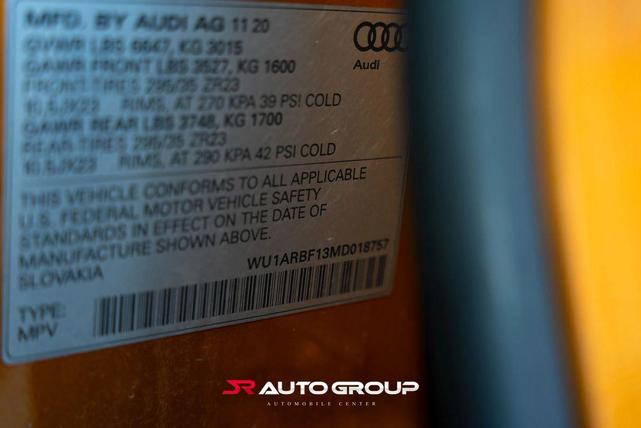 MFD. BY AUDI AG 11 20
GVWR LBS 6647, KG 3015
GAWR FRONT LBS 3527, KG 1600
FRONT TIRES 295/35 ZR23
10.5JX23 RIMS, AT 270 KPA 39 PSI COLD
GAWR REAR LBS 3748, KG 1700
REAR TIRES 295/35 ZR23
10.5JX23 RIMS, AT 290 KPA 42 PSI COLD
Audi
THIS VEHICLE CONFORMS TO ALL APPLICABLE
U.S. FEDERAL MOTOR VEHICLE SAFETY
STANDARDS IN EFFECT ON THE DATE OF
MANUFACTURE SHOWN ABOVE.
SLOVAKIA
WU1ARBF13MD018757
TYPE:
MPV
SR AUTO GROUP
AUTOMOBILE CENTER